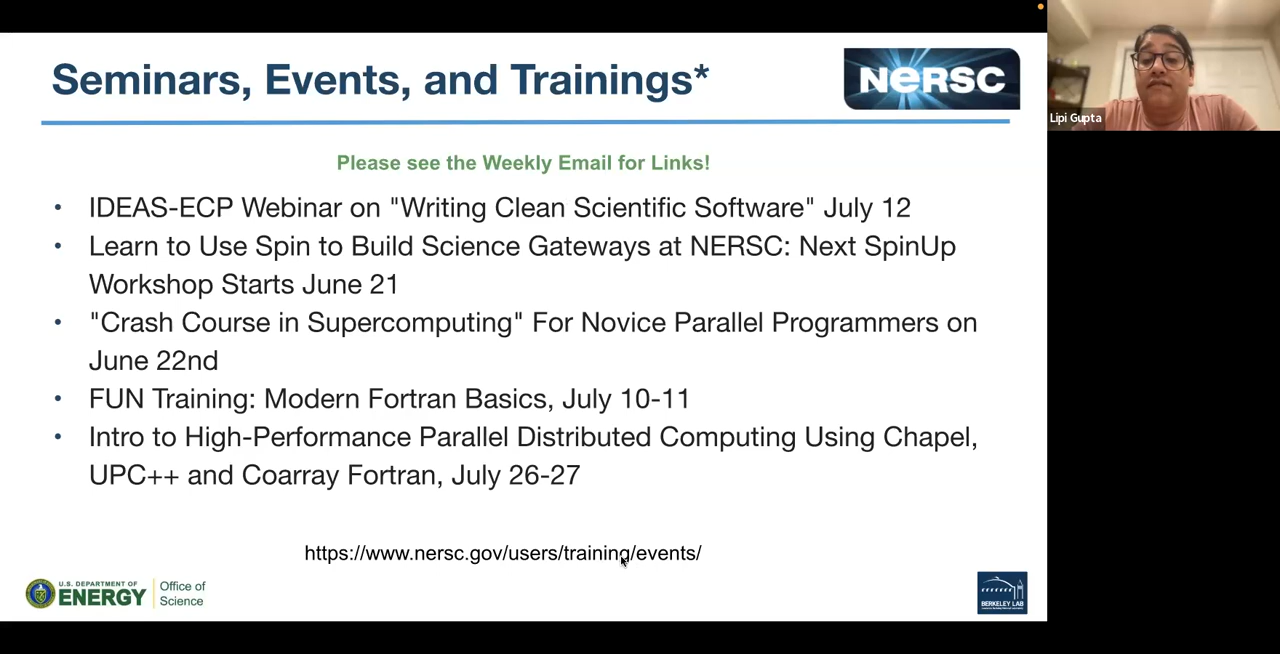 Seminars, Events, and Trainings*
NERSC
Lipi Gupta
Please see the Weekly Email for Links!
• IDEAS-ECP Webinar on "Writing Clean Scientific Software" July 12
• Learn to Use Spin to Build Science Gateways at NERSC: Next SpinUp
Workshop Starts June 21
• "Crash Course in Supercomputing" For Novice Parallel Programmers on
June 22nd
• FUN Training: Modern Fortran Basics, July 10-11
• Intro to High-Performance Parallel Distributed Computing Using Chapel,
UPC++ and Coarray Fortran, July 26-27
https://www.nersc.gov/users/training/events/
U.S. DEPARTMENT OF
ENERGY
Office of
Science
BERKELEY LAB